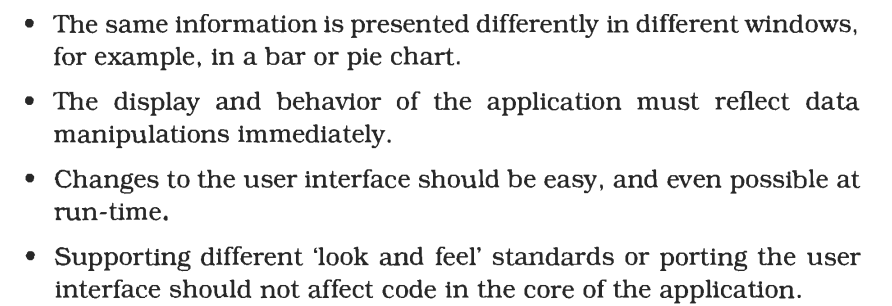 • The same information is presented differently in different windows,
for example, in a bar or pie chart.
• The display and behavior of the application must reflect data
manipulations immediately.
• Changes to the user interface should be easy, and even possible at
run-time.
• Supporting different ‘look and feel’ standards or porting the user
interface should not affect code in the core of the application.